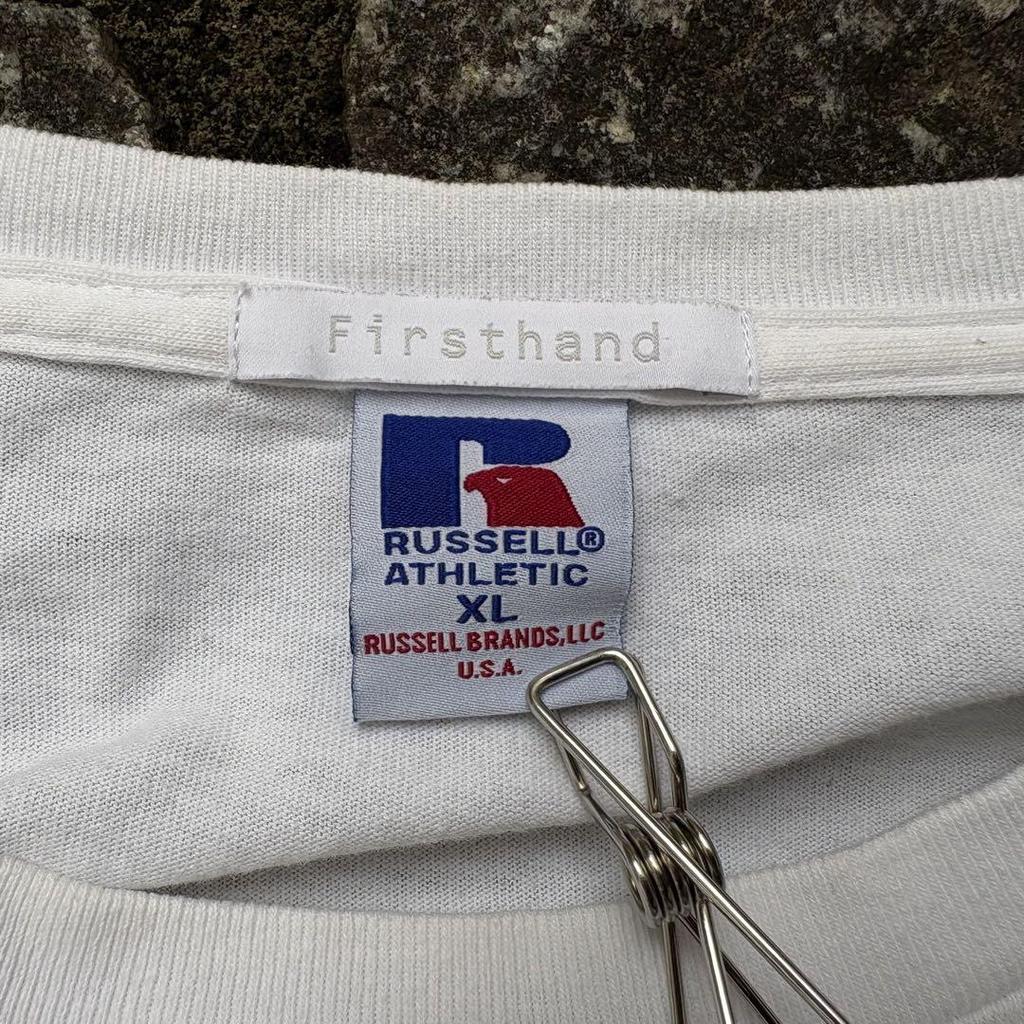 Firsthand
RUSSELL®
ATHLETIC
XL
RUSSELL BRANDS, LLC
U.S.A.